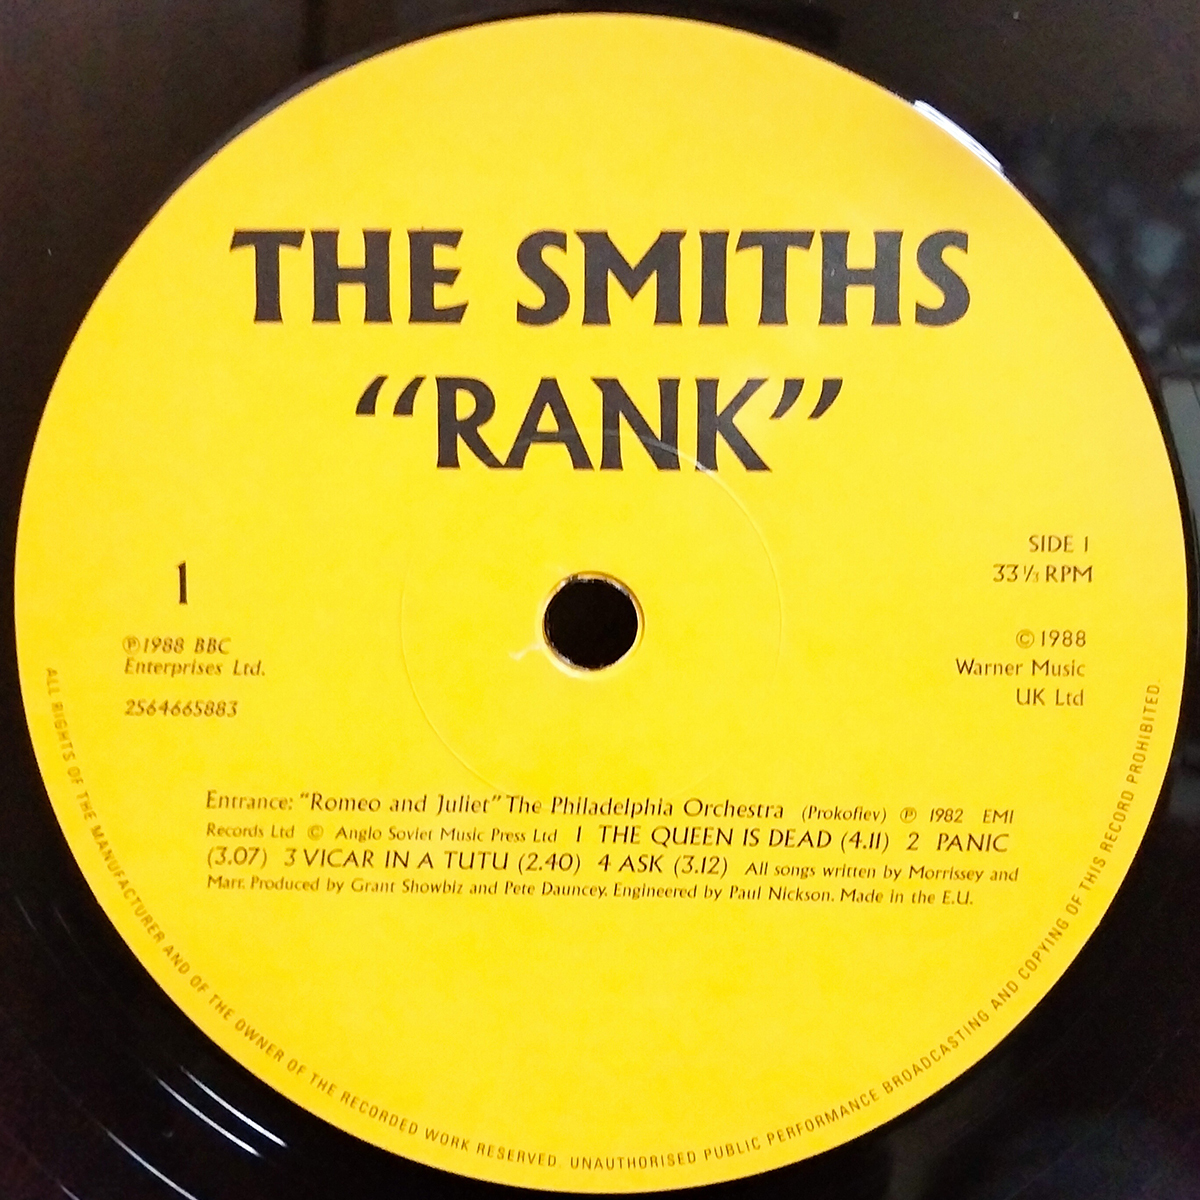 THE SMITHS
“RANK”
SIDE 1
33⅓ RPM
1
℗1988 BBC
Enterprises Ltd.
2564665883
©1988
Warner Music
UK Ltd
Entrance: “Romeo and Juliet” The Philadelphia Orchestra (Prokofiev) ℗ 1982 EMI
Records Ltd © Anglo Soviet Music Press Ltd 1 THE QUEEN IS DEAD (4.11) 2 PANIC
(3.07) 3 VICAR IN A TUTU (2.40) 4 ASK (3.12) All songs written by Morrissey and
Marr. Produced by Grant Showbiz and Pete Dauncey. Engineered by Paul Nickson. Made in the E.U.
ALL RIGHTS OF THE MANUFACTURER AND OF THE OWNER OF THE RECORDED WORK RESERVED. UNAUTHORISED PUBLIC PERFORMANCE BROADCASTING AND COPYING OF THIS RECORD PROHIBITED.